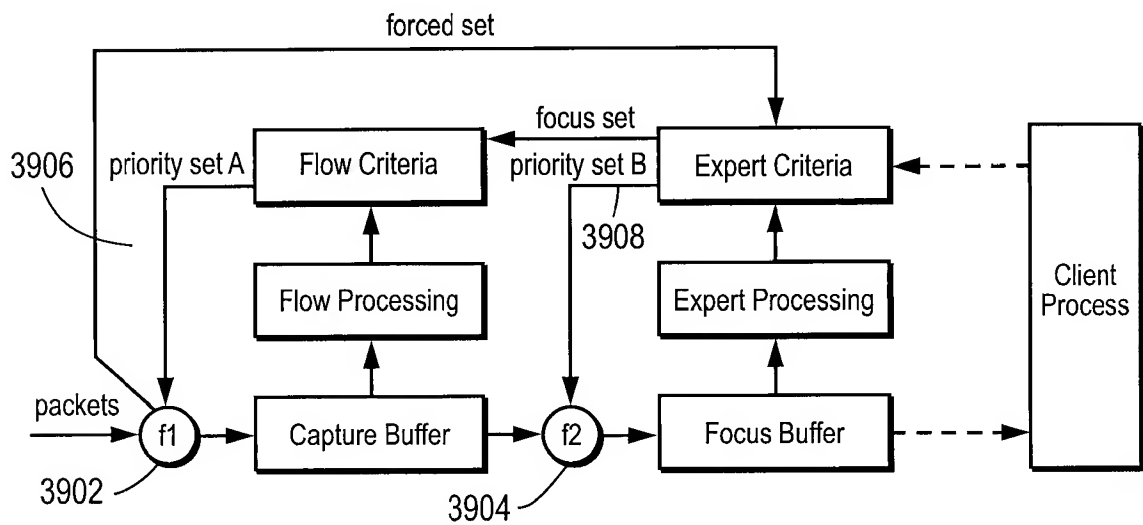 forced set
focus set
3906
priority set A
Flow Criteria
priority set B
Expert Criteria
3908
Client
Process
Flow Processing
Expert Processing
packets
f1
Capture Buffer
f2
Focus Buffer
3902
3904